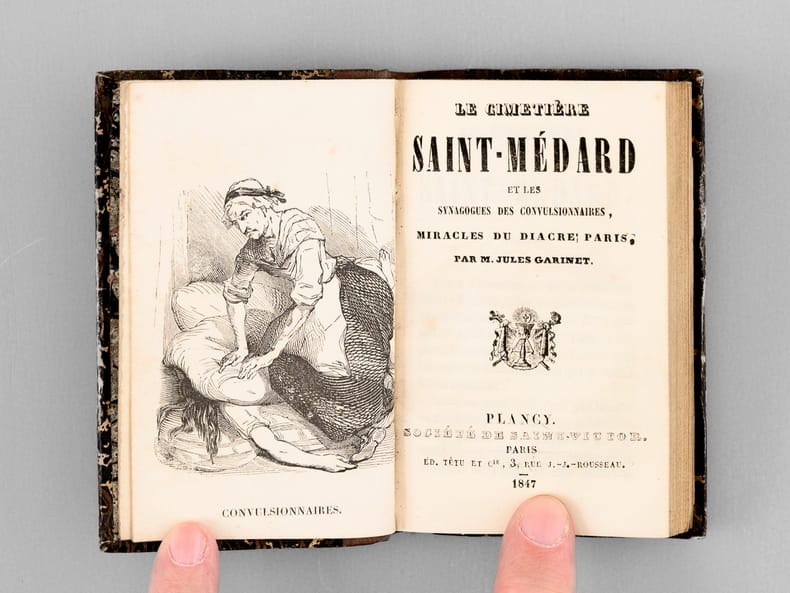 CONVULSIONNAIRES.
LE CIMETIÈRE
SAINT-MÉDARD
ET LES
SYNAGOGUES DES CONVULSIONNAIRES,
MIRACLES DU DIACRE PARIS,
PAR M. JULES GARINET.
PLANCY.
SOCIÉTÉ DE SAINT-VICTOR.
PARIS
ÉD. TÊTU ET Cie, 3, RUE J.-J.-ROUSSEAU.
1847